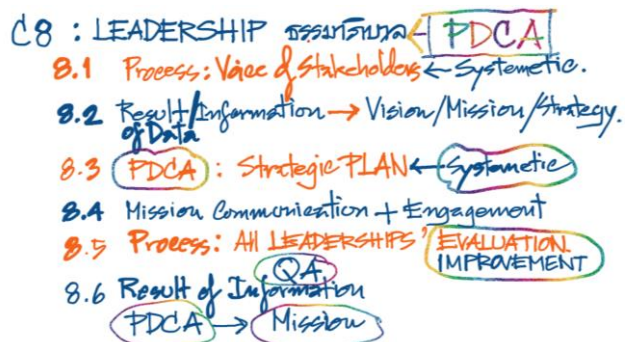 C8 : LEADERSHIP ธรรมาภิบาล ← PDCA
8.1 Process: Voice of Stakeholders ← Systemetic.
8.2 Result/Information → Vision/Mission/Strategy.
of Data
8.3 PDCA : Strategic PLAN ← Systemetic
8.4 Mission Communication + Engagement
8.5 Process: All LEADERSHIPS' EVALUATION.
IMPROVEMENT
QA
8.6 Result of Information
PDCA → Mission